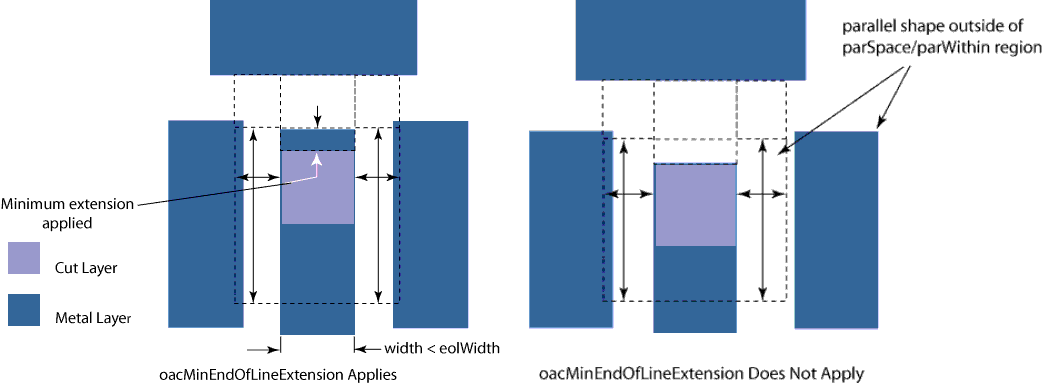 parallel shape outside of
parSpace/parWithin region
Minimum extension
applied
Cut Layer
Metal Layer
width < eolWidth
oacMinEndOfLineExtension Applies
oacMinEndOfLineExtension Does Not Apply